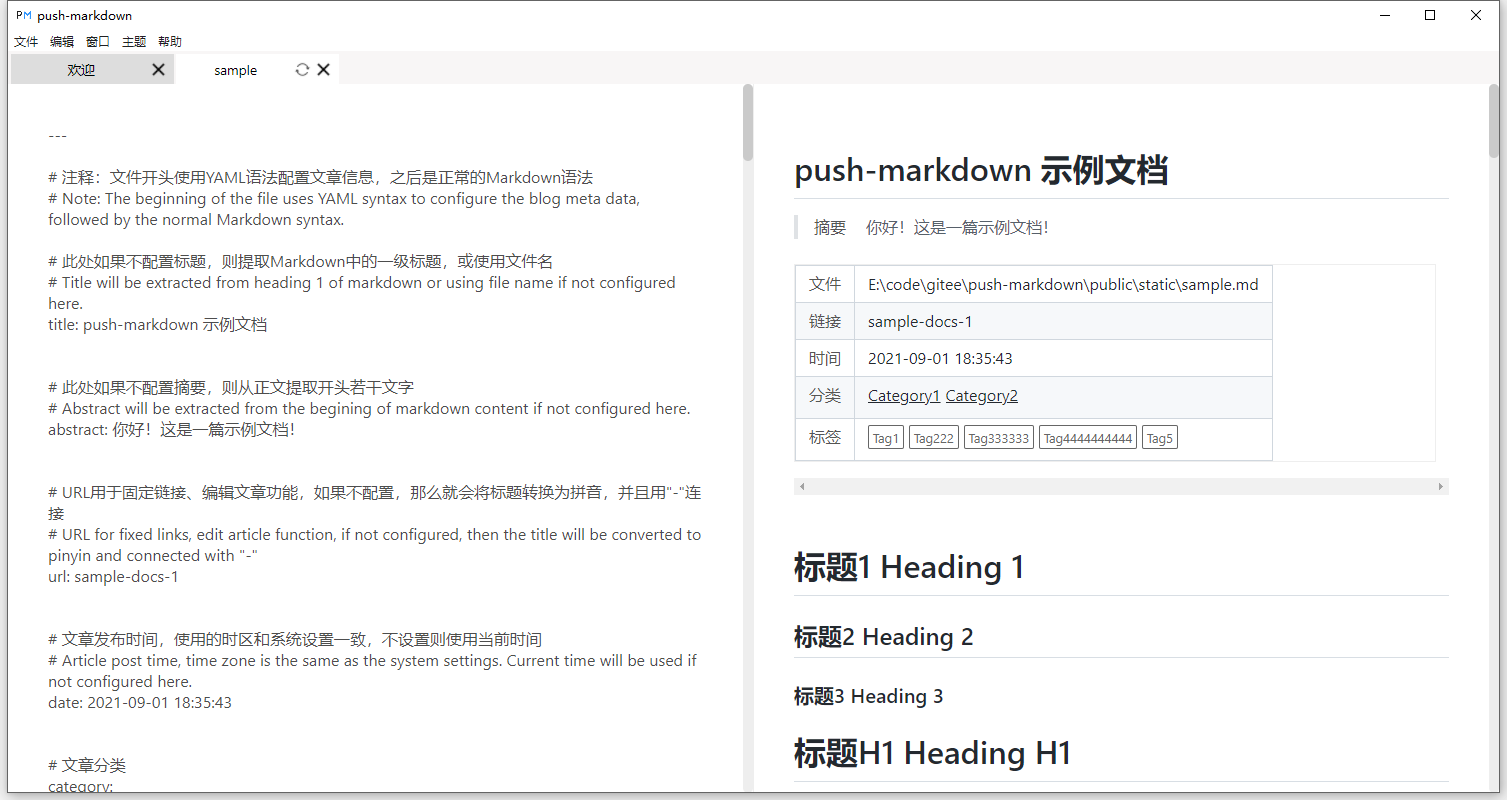 PM push-markdown
文件 编辑 窗口 主题 帮助
欢迎 sample
---
# 注释：文件开头使用YAML语法配置文章信息，之后是正常的Markdown语法
# Note: The beginning of the file uses YAML syntax to configure the blog meta data,
followed by the normal Markdown syntax.
# 此处如果不配置标题，则提取Markdown中的一级标题，或使用文件名
# Title will be extracted from heading 1 of markdown or using file name if not configured
here.
title: push-markdown 示例文档
# 此处如果不配置摘要，则从正文提取开头若干文字
# Abstract will be extracted from the begining of markdown content if not configured here.
abstract: 你好！这是一篇示例文档！
# URL用于固定链接、编辑文章功能，如果不配置，那么就会将标题转换为拼音，并且用"-"连
接
# URL for fixed links, edit article function, if not configured, then the title will be converted to
pinyin and connected with "-"
url: sample-docs-1
# 文章发布时间，使用的时区和系统设置一致，不设置则使用当前时间
# Article post time, time zone is the same as the system settings. Current time will be used if
not configured here.
date: 2021-09-01 18:35:43
# 文章分类
category:
push-markdown 示例文档
摘要 你好！这是一篇示例文档！
文件 E:\code\gitee\push-markdown\public\static\sample.md
链接 sample-docs-1
时间 2021-09-01 18:35:43
分类 Category1 Category2
标签 Tag1 Tag222 Tag333333 Tag4444444444 Tag5
标题1 Heading 1
标题2 Heading 2
标题3 Heading 3
标题H1 Heading H1